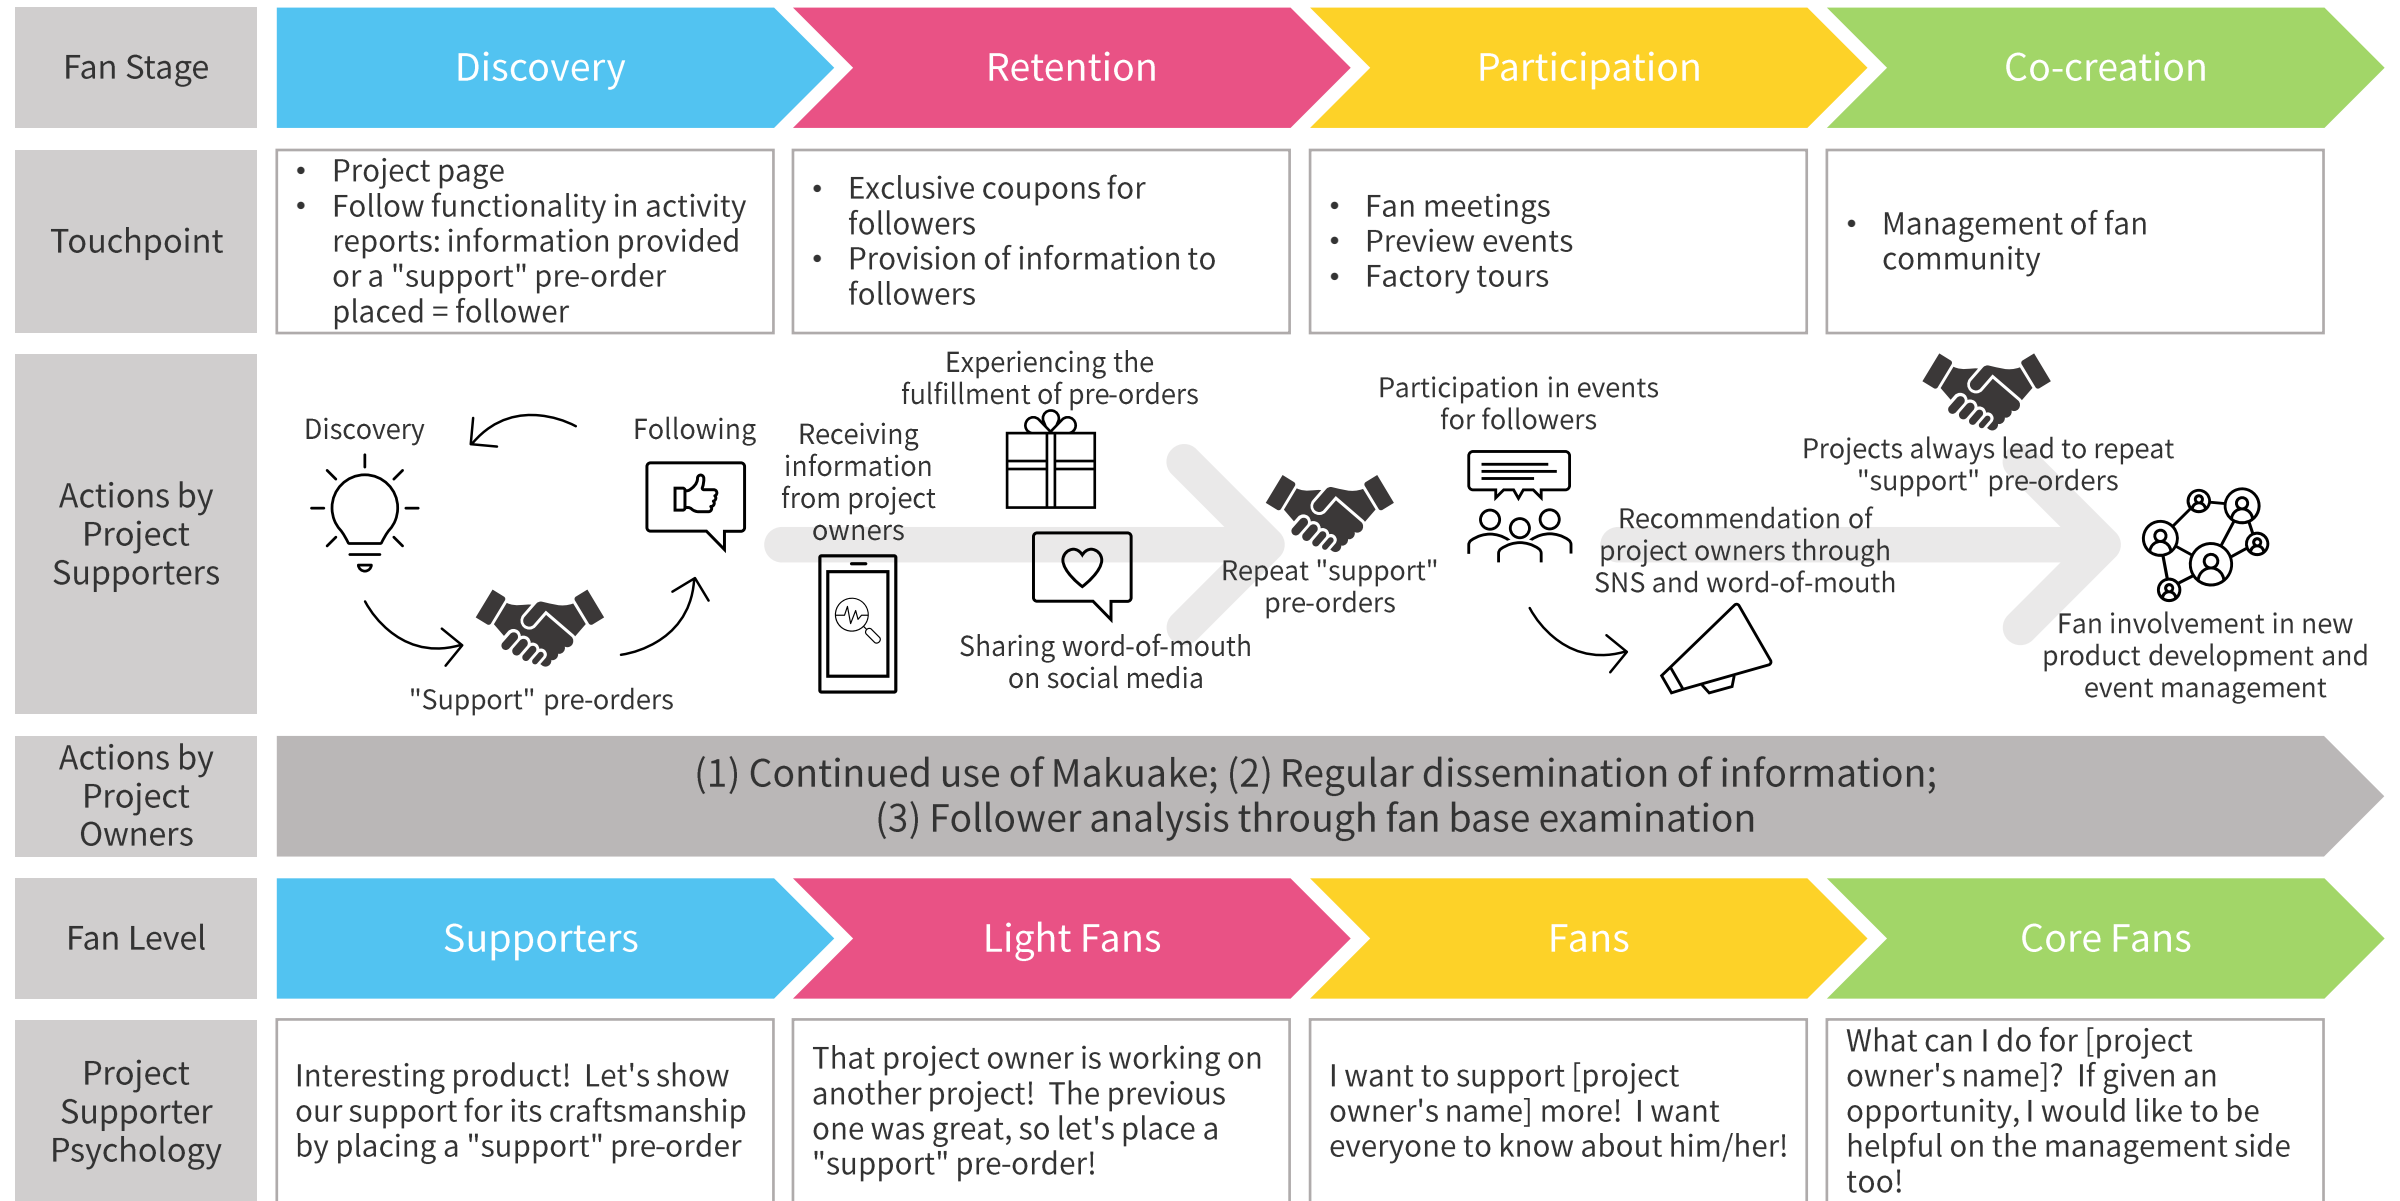 Fan Stage
Discovery
Retention
Participation
Co-creation
Touchpoint
• Project page
• Follow functionality in activity
reports: information provided
or a "support" pre-order
placed = follower
• Exclusive coupons for
followers
• Provision of information to
followers
• Fan meetings
• Preview events
• Factory tours
• Management of fan
community
Actions by
Project
Supporters
Discovery
"Support" pre-orders
Following
Receiving
information
from project
owners
Experiencing the
fulfillment of pre-orders
Sharing word-of-mouth
on social media
Repeat "support"
pre-orders
Participation in events
for followers
Recommendation of
project owners through
SNS and word-of-mouth
Projects always lead to repeat
"support" pre-orders
Fan involvement in new
product development and
event management
Actions by
Project
Owners
(1) Continued use of Makuake; (2) Regular dissemination of information;
(3) Follower analysis through fan base examination
Fan Level
Supporters
Light Fans
Fans
Core Fans
Project
Supporter
Psychology
Interesting product! Let's show
our support for its craftsmanship
by placing a "support" pre-order
That project owner is working on
another project! The previous
one was great, so let's place a
"support" pre-order!
I want to support [project
owner's name] more! I want
everyone to know about him/her!
What can I do for [project
owner's name]? If given an
opportunity, I would like to be
helpful on the management side
too!